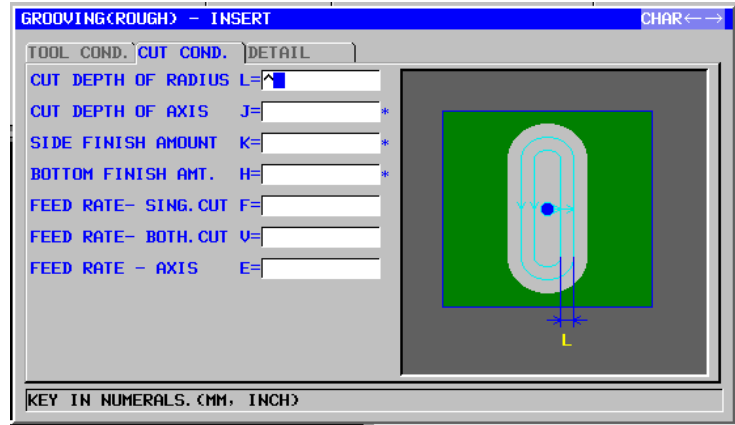 GROOVING(ROUGH) - INSERT CHAR←→
TOOL COND. CUT COND. DETAIL
CUT DEPTH OF RADIUS L=^
CUT DEPTH OF AXIS J= *
SIDE FINISH AMOUNT K= *
BOTTOM FINISH AMT. H= *
FEED RATE- SING.CUT F=
FEED RATE- BOTH.CUT V=
FEED RATE - AXIS E=
L
KEY IN NUMERALS.(MM, INCH)